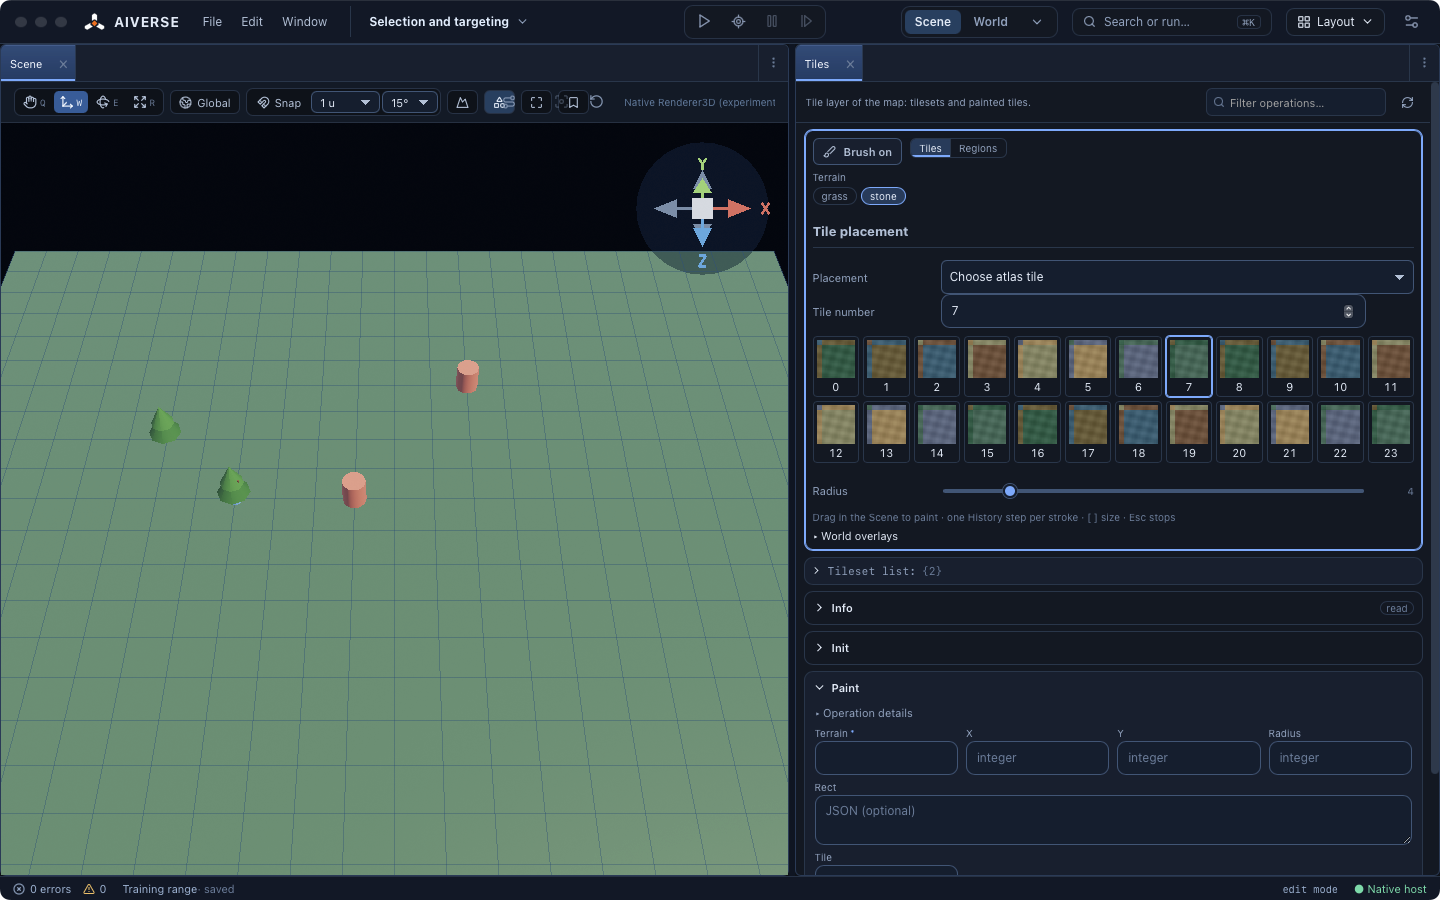 AIVERSE File Edit Window Selection and targeting Scene World Search or run... ⌘K Layout
Scene
Tiles
Q W E R Global Snap 1 u 15° Native Renderer3D (experiment
Tile layer of the map: tilesets and painted tiles. Filter operations...
Y
X
Z
Brush on Tiles Regions
Terrain
grass stone
Tile placement
Placement Choose atlas tile
Tile number 7
0 1 2 3 4 5 6 7 8 9 10 11
12 13 14 15 16 17 18 19 20 21 22 23
Radius 4
Drag in the Scene to paint · one History step per stroke · [ ] size · Esc stops
World overlays
Tileset list: {2}
Info read
Init
Paint
Operation details
Terrain * X Y Radius
integer integer integer
Rect
JSON (optional)
Tile
0 errors 0 Training range · saved edit mode Native host